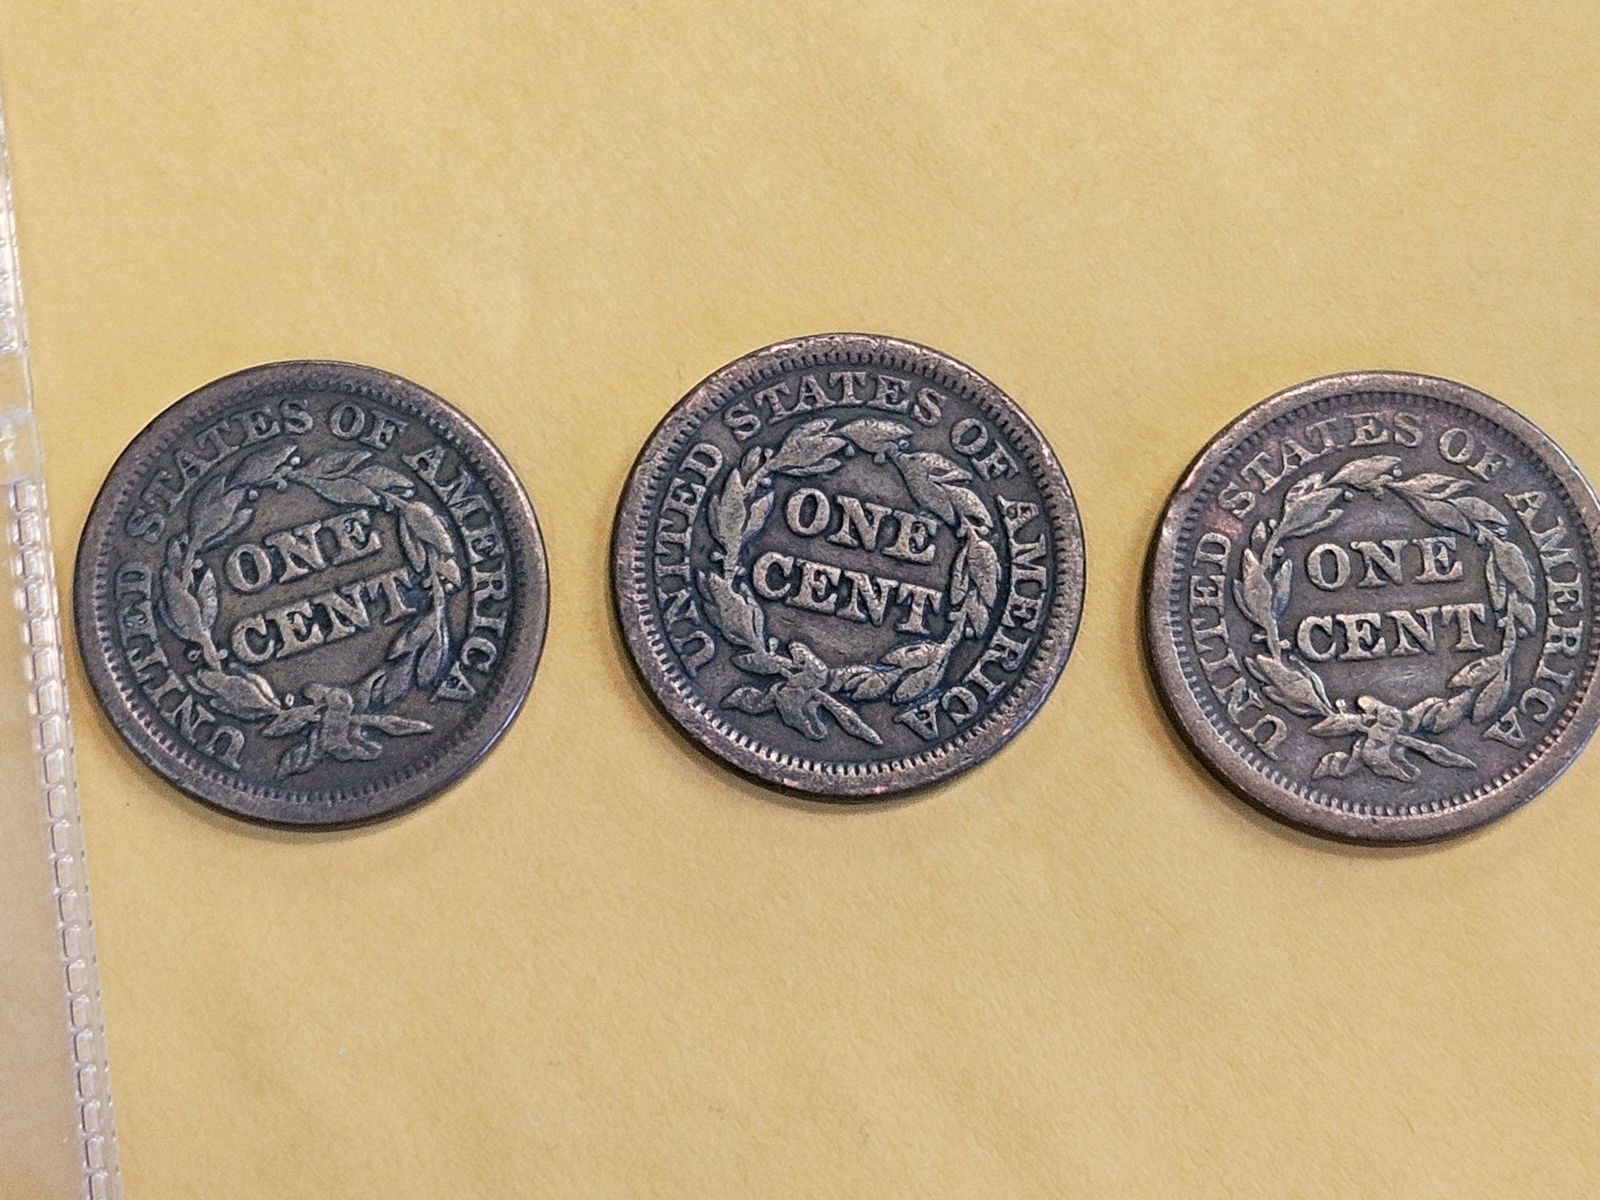 UNITED STATES OF AMERICA
ONE
CENT
UNITED STATES OF AMERICA
ONE
CENT
UNITED STATES OF AMERICA
ONE
CENT